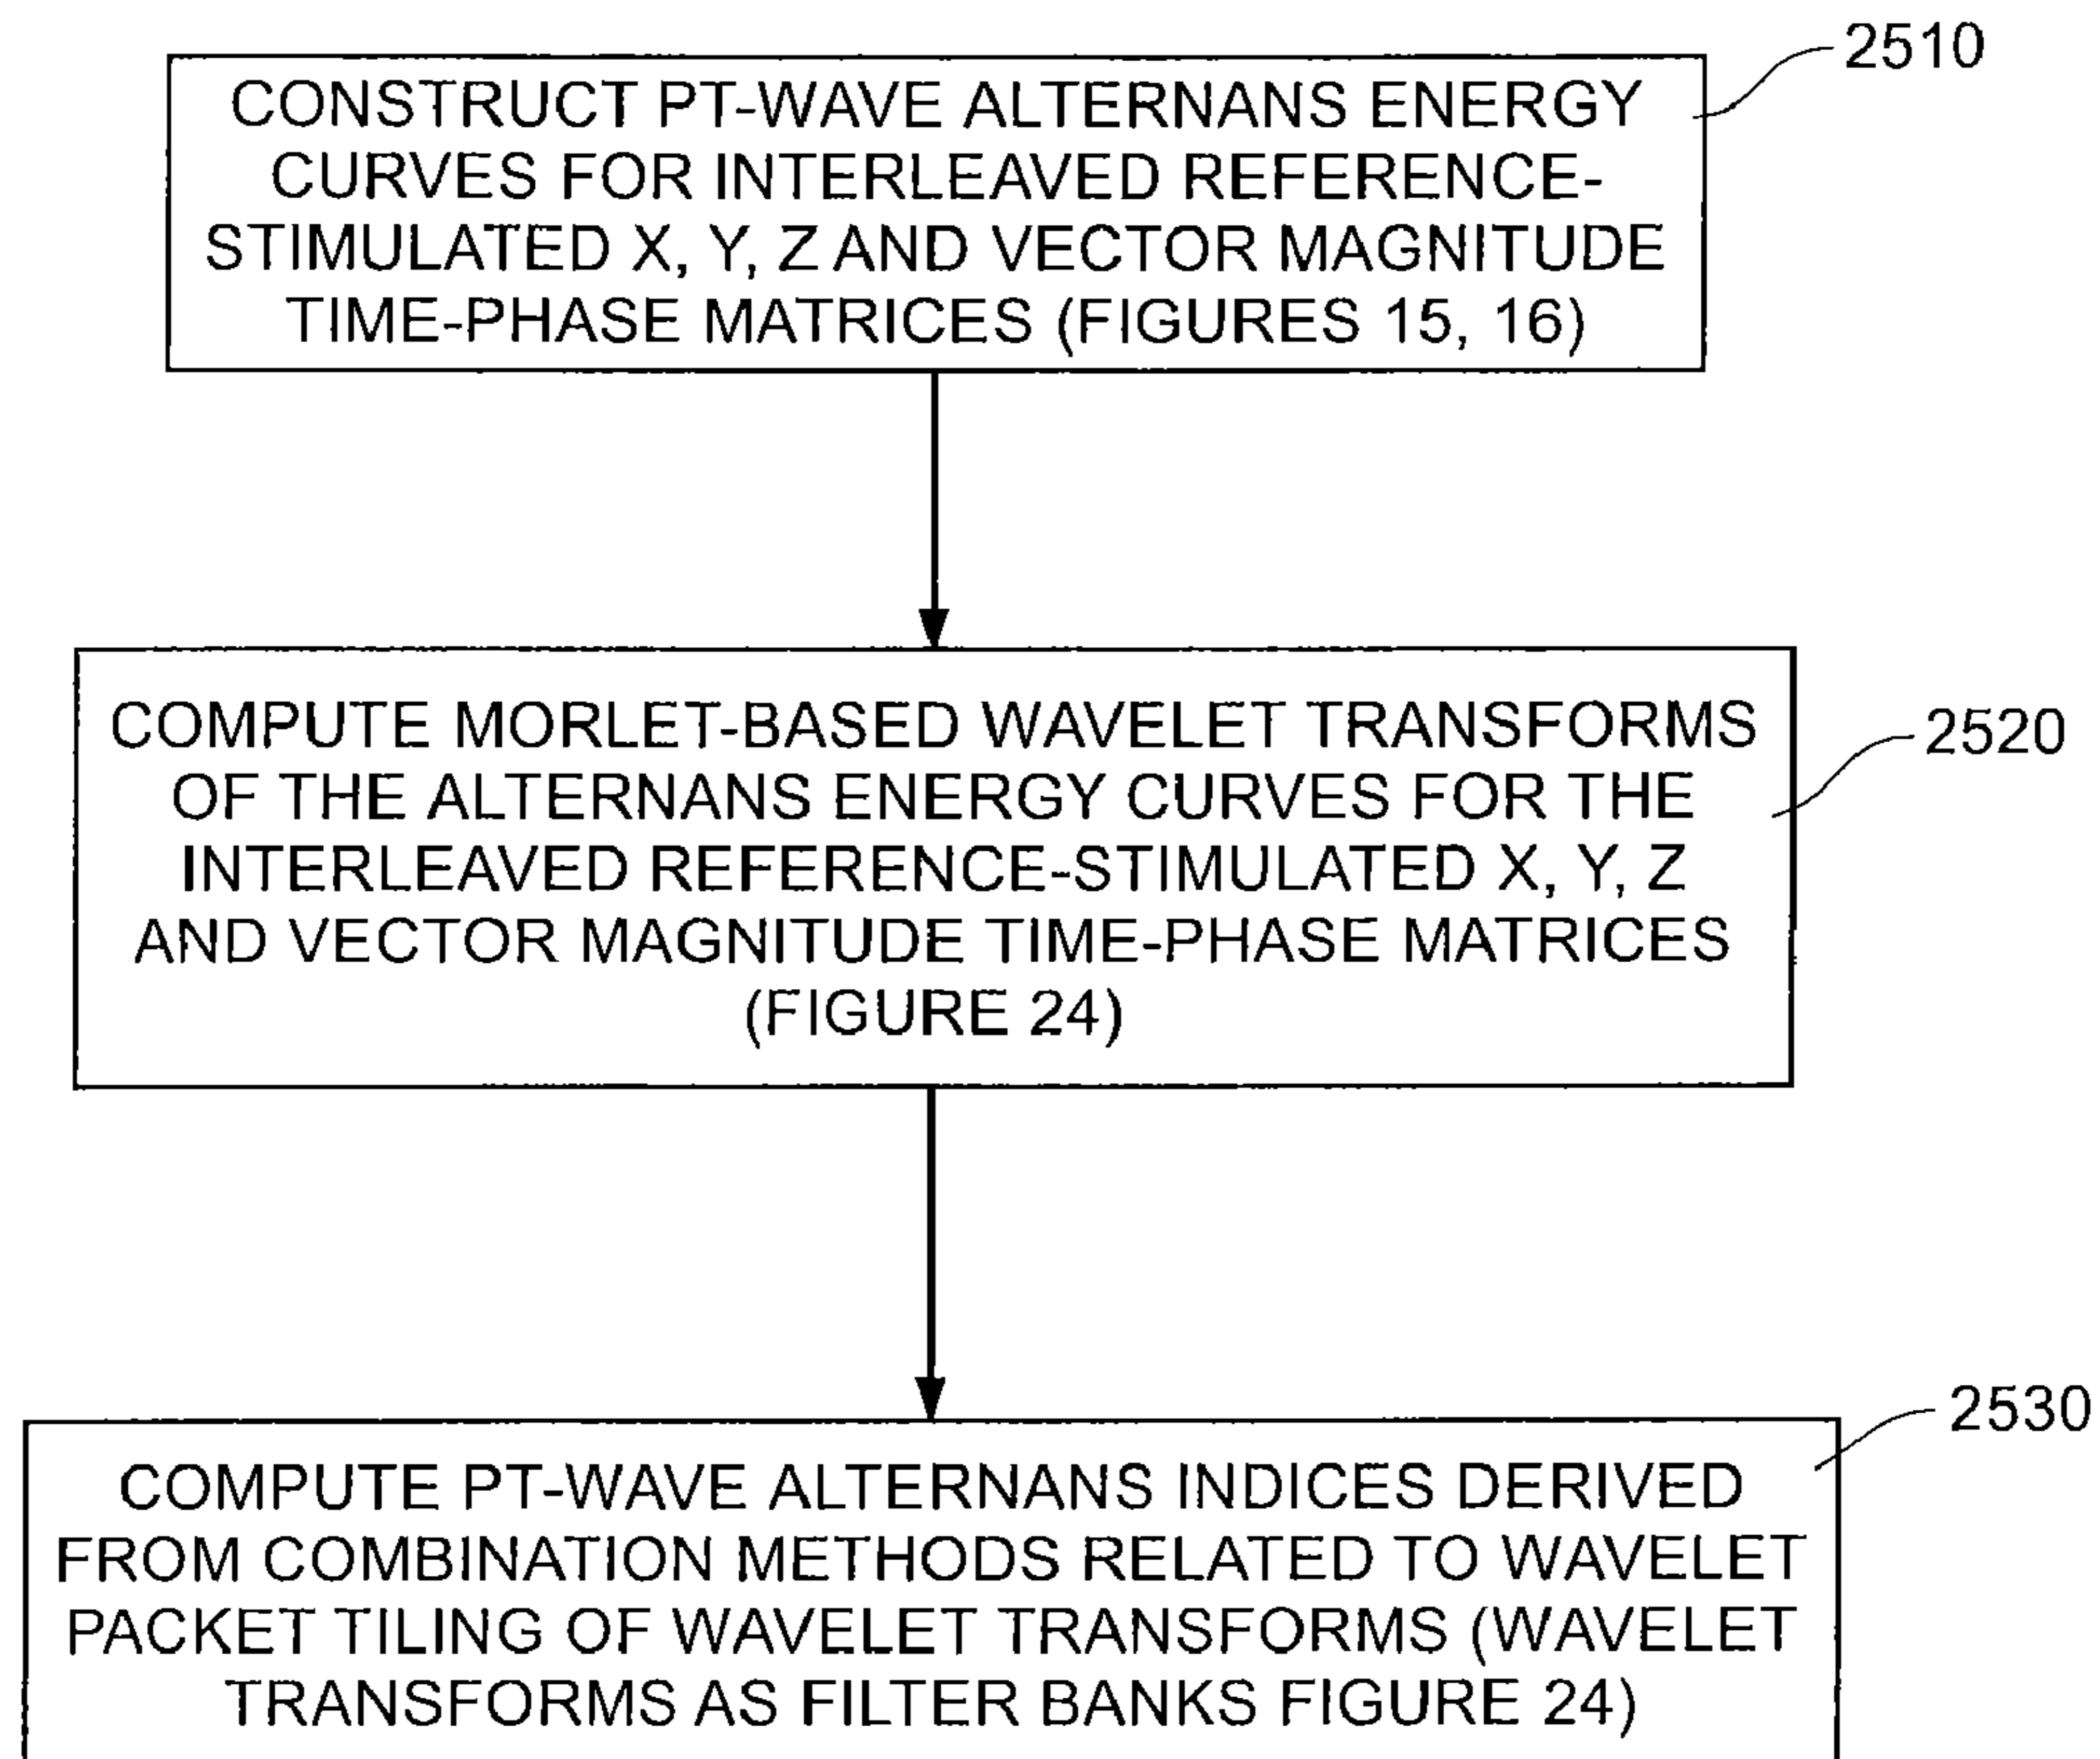 2510
CONSTRUCT PT-WAVE ALTERNANS ENERGY
CURVES FOR INTERLEAVED REFERENCE-
STIMULATED X, Y, Z AND VECTOR MAGNITUDE
TIME-PHASE MATRICES (FIGURES 15, 16)
2520
COMPUTE MORLET-BASED WAVELET TRANSFORMS
OF THE ALTERNANS ENERGY CURVES FOR THE
INTERLEAVED REFERENCE-STIMULATED X, Y, Z
AND VECTOR MAGNITUDE TIME-PHASE MATRICES
(FIGURE 24)
2530
COMPUTE PT-WAVE ALTERNANS INDICES DERIVED
FROM COMBINATION METHODS RELATED TO WAVELET
PACKET TILING OF WAVELET TRANSFORMS (WAVELET
TRANSFORMS AS FILTER BANKS FIGURE 24)